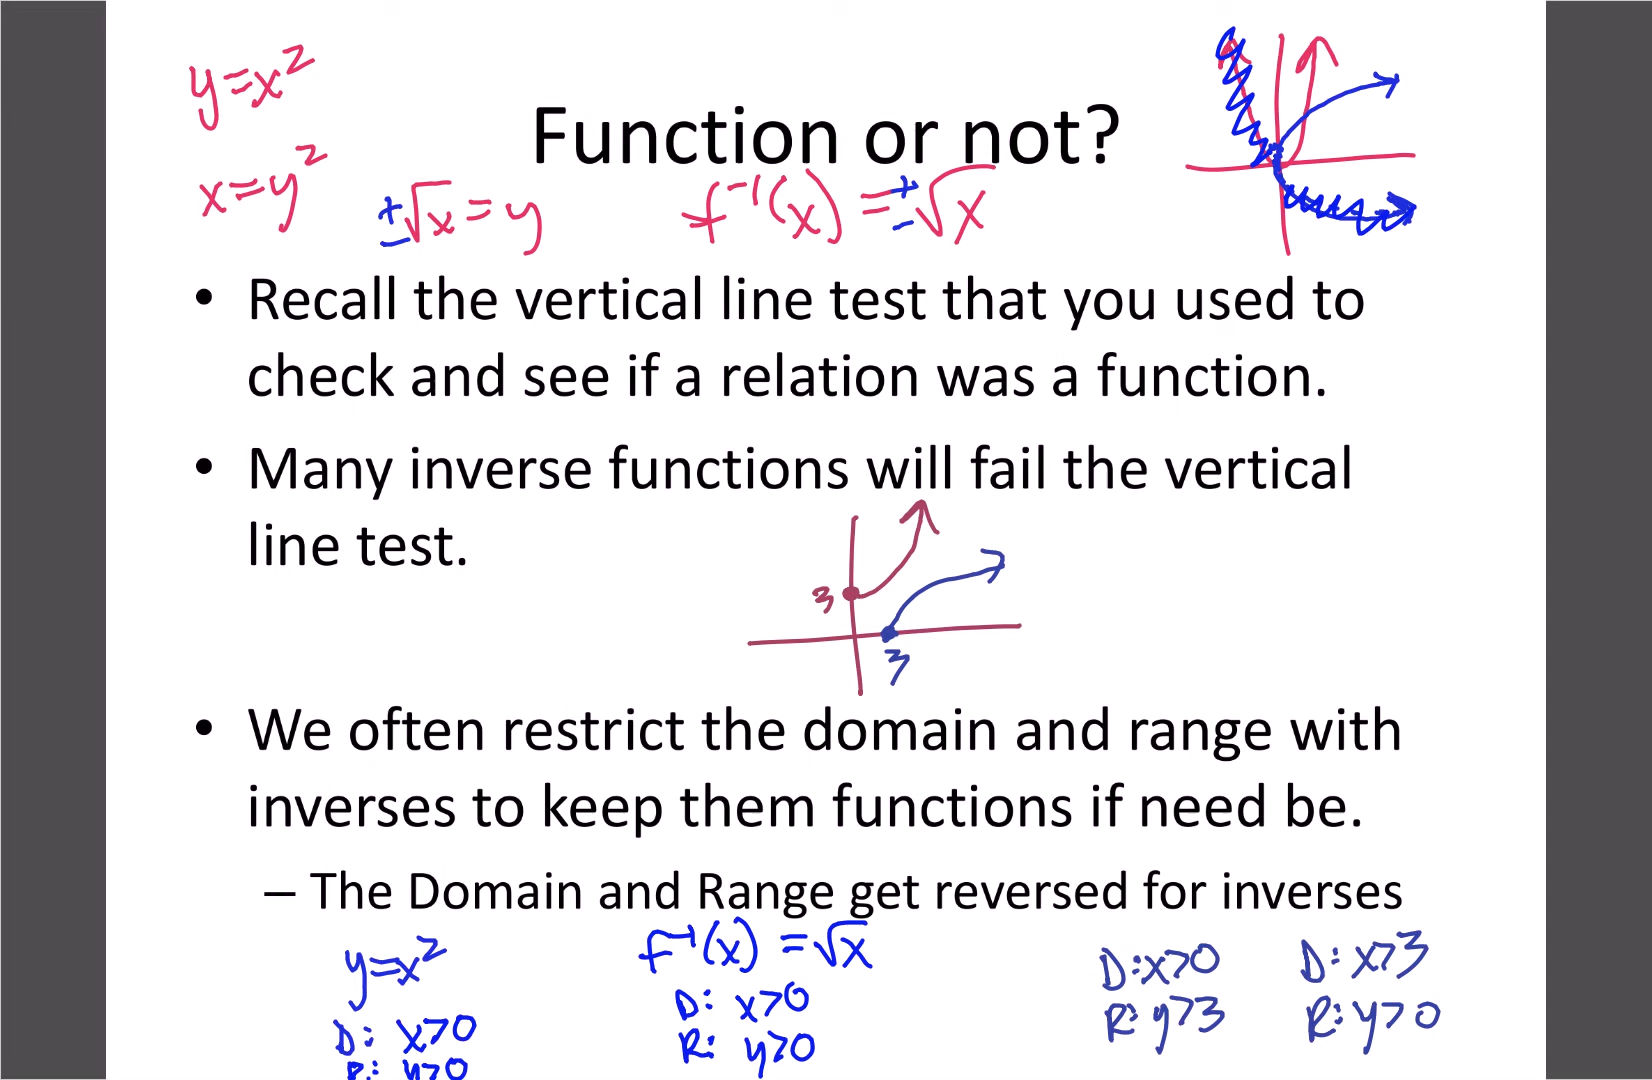 y=x²
Function or not?
x=y²
±√x=y
f⁻¹(x)=±√x
• Recall the vertical line test that you used to
check and see if a relation was a function.
• Many inverse functions will fail the vertical
line test.
3
3
• We often restrict the domain and range with
inverses to keep them functions if need be.
– The Domain and Range get reversed for inverses
y=x²
D: x>0
R: y>0
f⁻¹(x)=√x
D: x>0
R: y>0
D: x>0
R: y>3
D: x>3
R: y>0